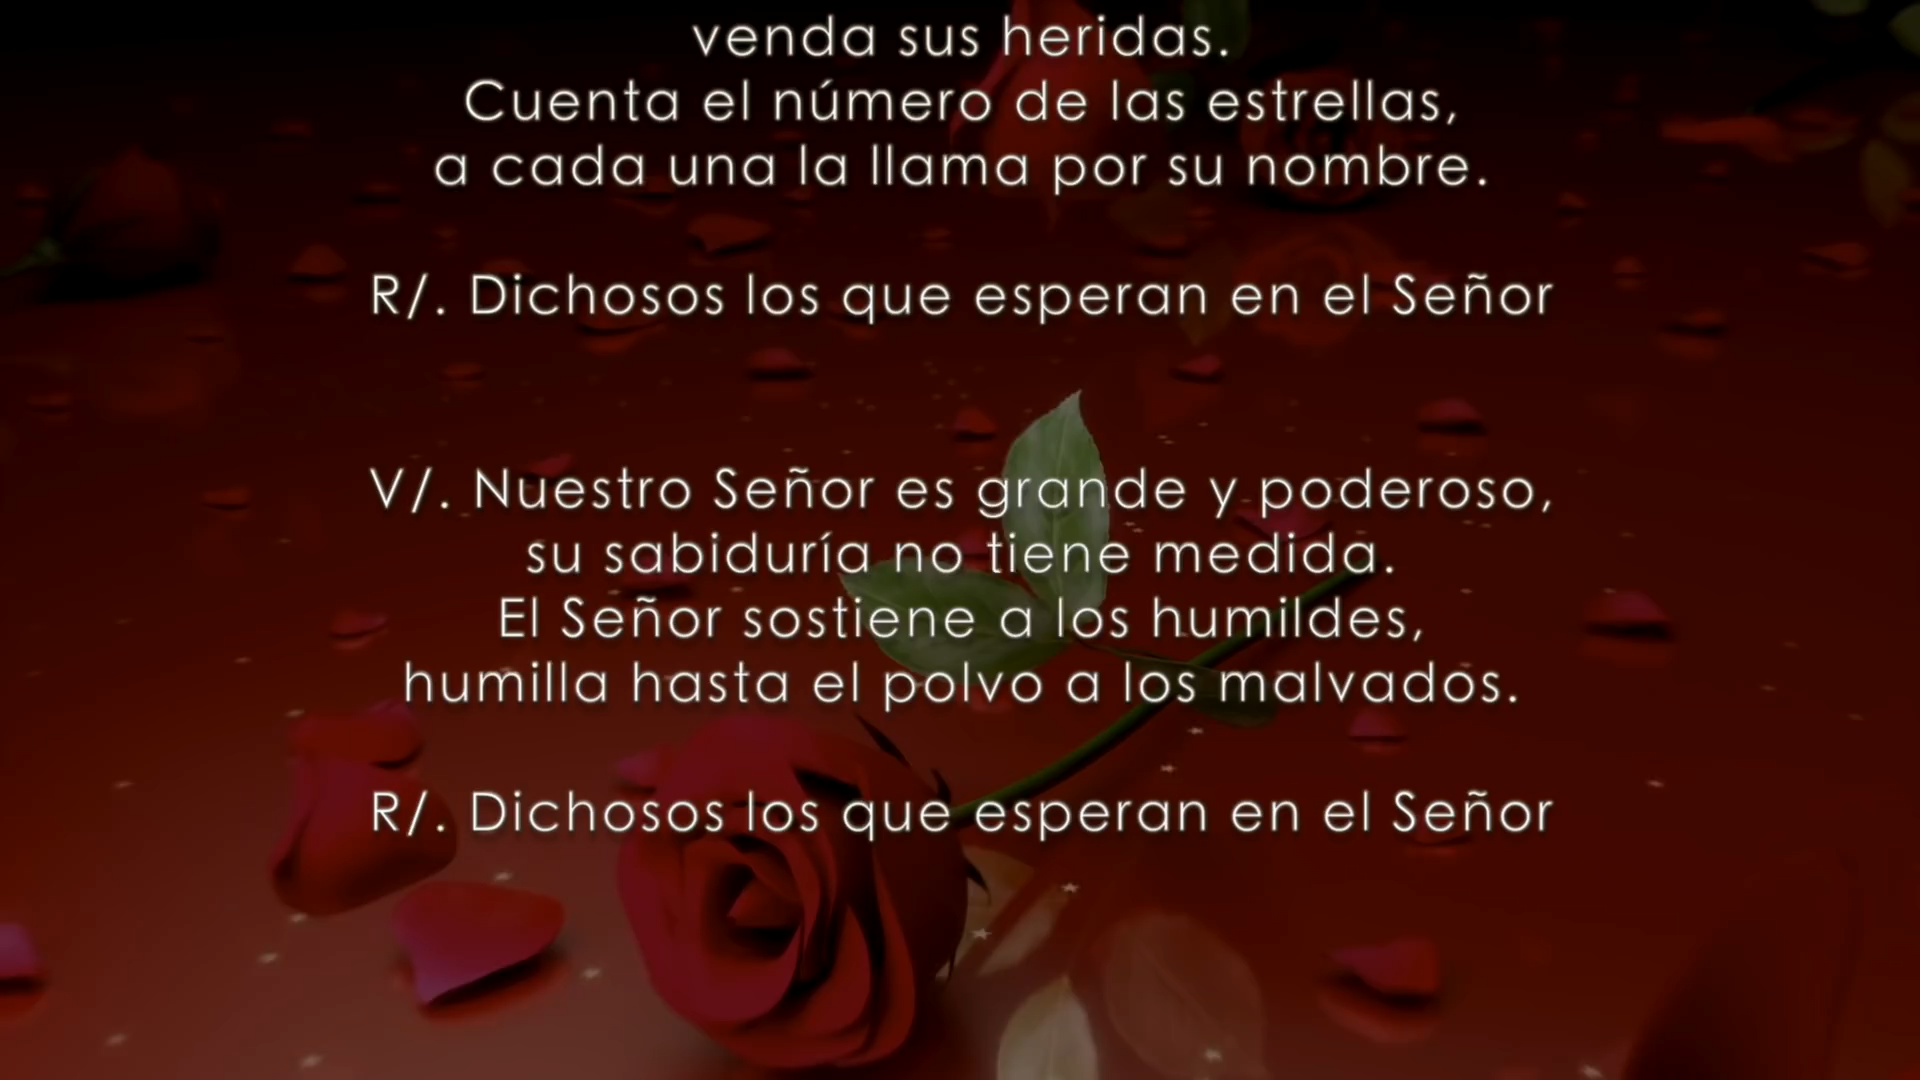 venda sus heridas.
Cuenta el número de las estrellas,
a cada una la llama por su nombre.
R/. Dichosos los que esperan en el Señor
V/. Nuestro Señor es grande y poderoso,
su sabiduría no tiene medida.
El Señor sostiene a los humildes,
humilla hasta el polvo a los malvados.
R/. Dichosos los que esperan en el Señor